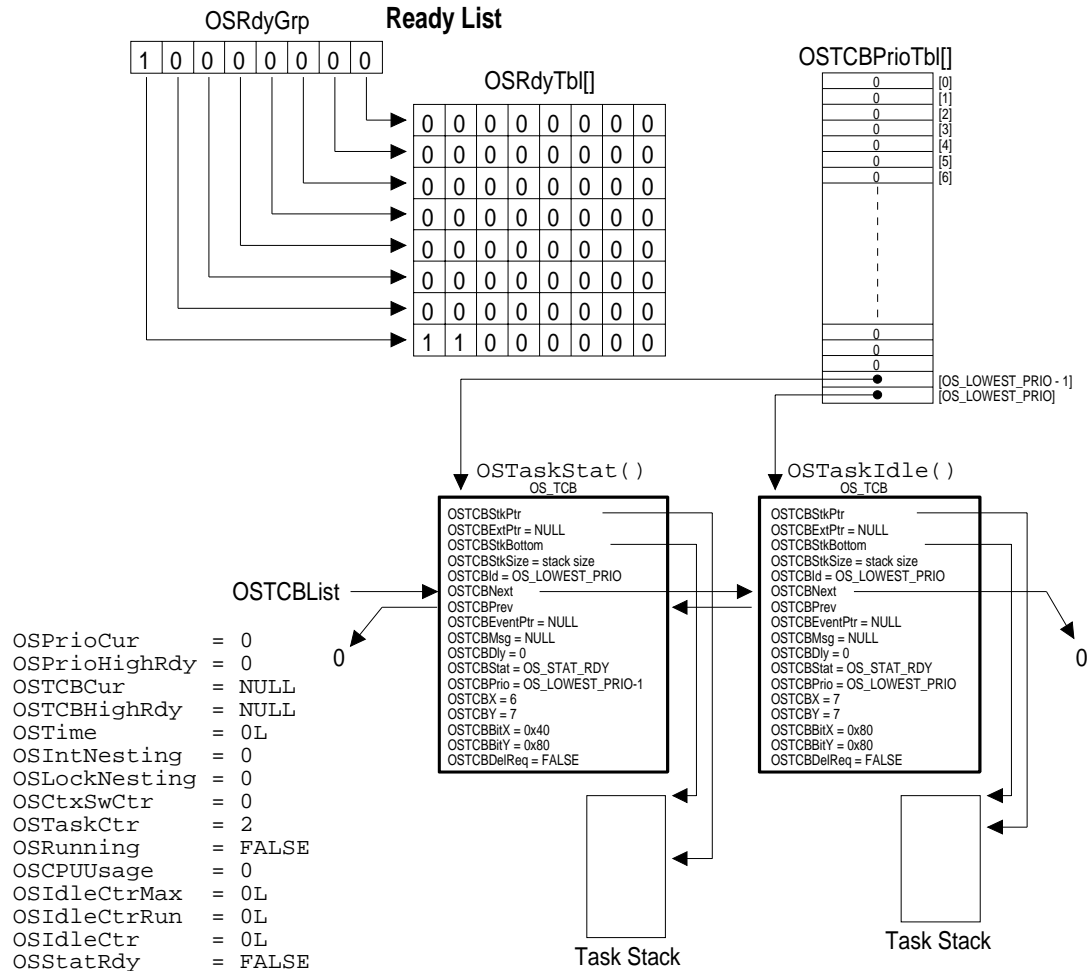 OSRdyGrp
Ready List
1 0 0 0 0 0 0 0
OSRdyTbl[]
0 0 0 0 0 0 0 0
0 0 0 0 0 0 0 0
0 0 0 0 0 0 0 0
0 0 0 0 0 0 0 0
0 0 0 0 0 0 0 0
0 0 0 0 0 0 0 0
0 0 0 0 0 0 0 0
1 1 0 0 0 0 0 0
OSTCBPrioTbl[]
0 [0]
0 [1]
0 [2]
0 [3]
0 [4]
0 [5]
0 [6]
0
0
0
[OS_LOWEST_PRIO - 1]
[OS_LOWEST_PRIO]
OSTaskStat()
OS_TCB
OSTCBStkPtr
OSTCBExtPtr = NULL
OSTCBStkBottom
OSTCBStkSize = stack size
OSTCBId = OS_LOWEST_PRIO
OSTCBNext
OSTCBPrev
OSTCBEventPtr = NULL
OSTCBMsg = NULL
OSTCBDly = 0
OSTCBStat = OS_STAT_RDY
OSTCBPrio = OS_LOWEST_PRIO-1
OSTCBX = 6
OSTCBY = 7
OSTCBBitX = 0x40
OSTCBBitY = 0x80
OSTCBDelReq = FALSE
OSTaskIdle()
OS_TCB
OSTCBStkPtr
OSTCBExtPtr = NULL
OSTCBStkBottom
OSTCBStkSize = stack size
OSTCBId = OS_LOWEST_PRIO
OSTCBNext
OSTCBPrev
OSTCBEventPtr = NULL
OSTCBMsg = NULL
OSTCBDly = 0
OSTCBStat = OS_STAT_RDY
OSTCBPrio = OS_LOWEST_PRIO
OSTCBX = 7
OSTCBY = 7
OSTCBBitX = 0x80
OSTCBBitY = 0x80
OSTCBDelReq = FALSE
OSTCBList
0
0
OSPrioCur = 0
OSPrioHighRdy = 0
OSTCBCur = NULL
OSTCBHighRdy = NULL
OSTime = 0L
OSIntNesting = 0
OSLockNesting = 0
OSCtxSwCtr = 0
OSTaskCtr = 2
OSRunning = FALSE
OSCPUUsage = 0
OSIdleCtrMax = 0L
OSIdleCtrRun = 0L
OSIdleCtr = 0L
OSStatRdy = FALSE
Task Stack
Task Stack